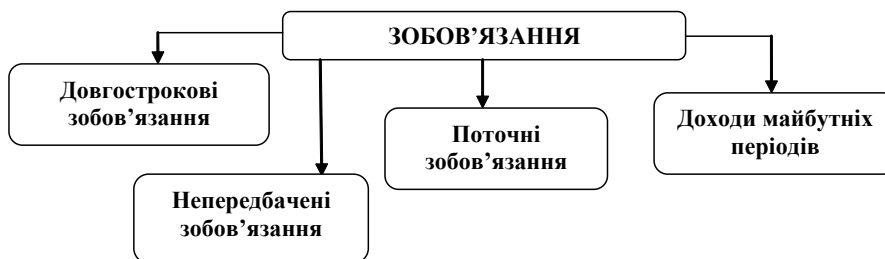 ЗОБОВ’ЯЗАННЯ
Довгострокові
зобов’язання
Непередбачені
зобов’язання
Поточні
зобов’язання
Доходи майбутніх
періодів